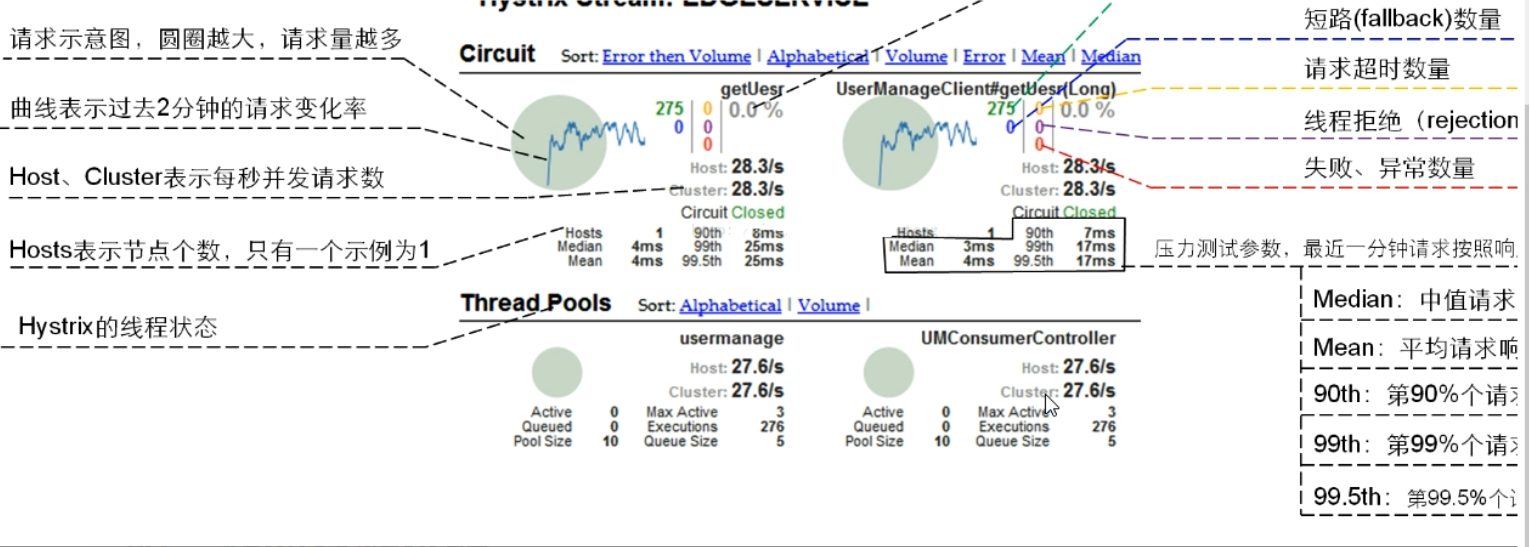 Hystrix Stream: EDGESERVICE
请求示意图，圆圈越大，请求量越多
曲线表示过去2分钟的请求变化率
Host、Cluster表示每秒并发请求数
Hosts表示节点个数，只有一个示例为1
Hystrix的线程状态
Circuit Sort: Error then Volume | Alphabetical | Volume | Error | Mean | Median
getUesr
275 0 0.0 %
0 0
0
Host: 28.3/s
Cluster: 28.3/s
Circuit Closed
Hosts 1 90th 8ms
Median 4ms 99th 25ms
Mean 4ms 99.5th 25ms
UserManageClient#getUesr(Long)
275 0 0.0 %
0 0
0
Host: 28.3/s
Cluster: 28.3/s
Circuit Closed
Hosts 1 90th 7ms
Median 3ms 99th 17ms
Mean 4ms 99.5th 17ms
Thread Pools Sort: Alphabetical | Volume |
usermanage
Host: 27.6/s
Cluster: 27.6/s
Active 0 Max Active 3
Queued 0 Executions 276
Pool Size 10 Queue Size 5
UMConsumerController
Host: 27.6/s
Cluster: 27.6/s
Active 0 Max Active 3
Queued 0 Executions 276
Pool Size 10 Queue Size 5
短路(fallback)数量
请求超时数量
线程拒绝（rejection
失败、异常数量
压力测试参数，最近一分钟请求按照响
Median：中值请求
Mean：平均请求响
90th：第90%个请求
99th：第99%个请求
99.5th：第99.5%个